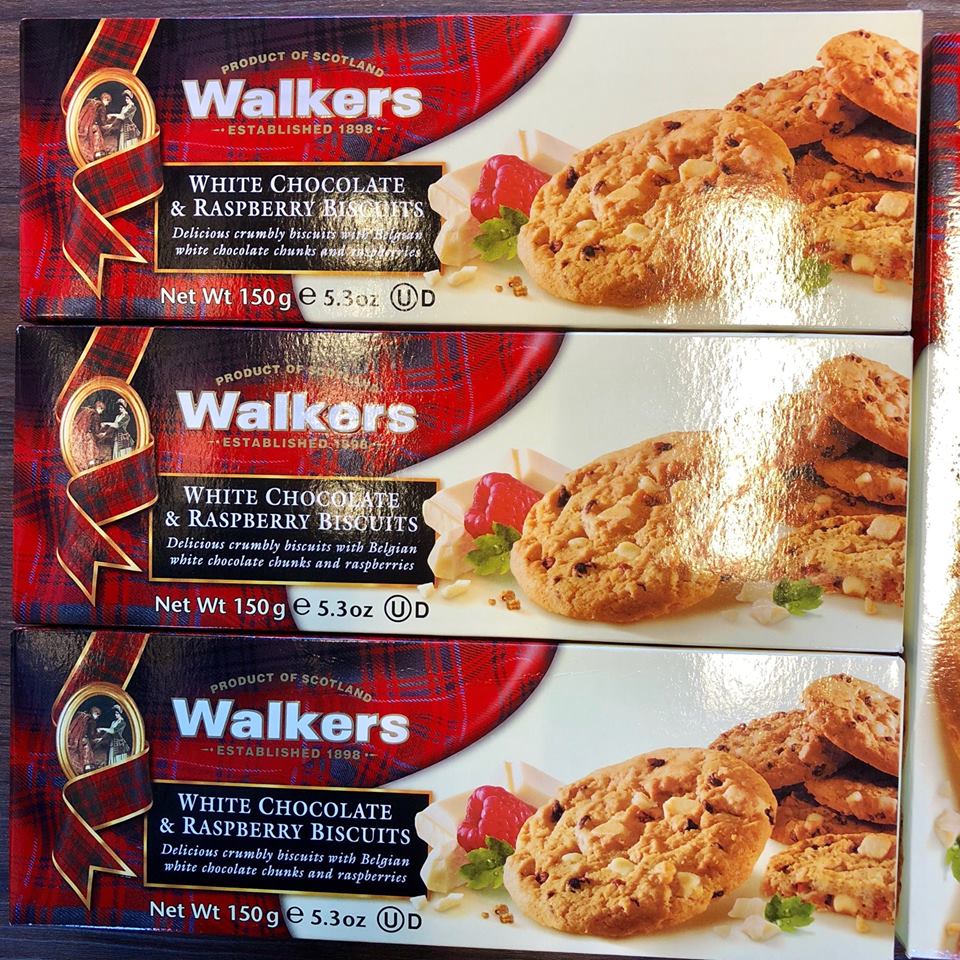 PRODUCT OF SCOTLAND
Walkers
ESTABLISHED 1898
WHITE CHOCOLATE
& RASPBERRY BISCUITS
Delicious crumbly biscuits with Belgian
white chocolate chunks and raspberries
Net Wt 150g e 5.3oz U D
PRODUCT OF SCOTLAND
Walkers
ESTABLISHED 1898
WHITE CHOCOLATE
& RASPBERRY BISCUITS
Delicious crumbly biscuits with Belgian
white chocolate chunks and raspberries
Net Wt 150g e 5.3oz U D
PRODUCT OF SCOTLAND
Walkers
ESTABLISHED 1898
WHITE CHOCOLATE
& RASPBERRY BISCUITS
Delicious crumbly biscuits with Belgian
white chocolate chunks and raspberries
Net Wt 150g e 5.3oz U D